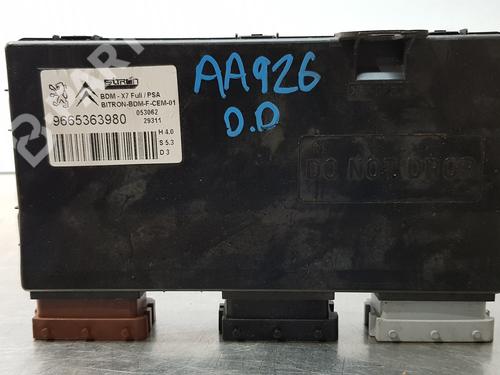 BITRON
BDM - X7 Full / PSA
BITRON-BDM-F-CEM-01
053062
9665363980
29311
H 4.0
S 5.3
D 3
AA926
D.D
DO NOT DROP